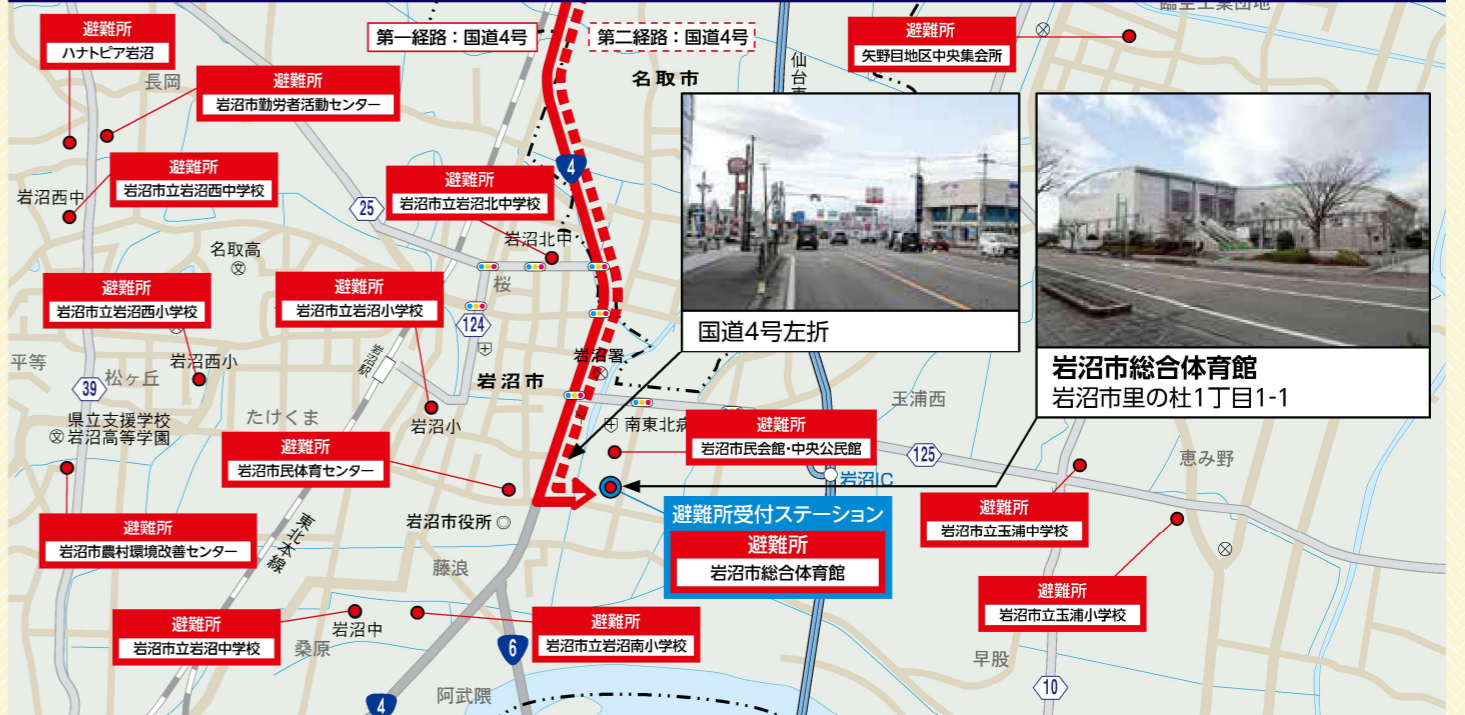 臨空工業団地
避難所
ハナトピア岩沼
第一経路：国道4号
第二経路：国道4号
避難所
矢野目地区中央集会所
長岡
避難所
岩沼市勤労者活動センター
名取市
4
避難所
岩沼市立岩沼西中学校
岩沼西中
避難所
岩沼市立岩沼北中学校
25
岩沼北中
名取高
文
桜
避難所
岩沼市立岩沼西小学校
避難所
岩沼市立岩沼小学校
124
国道4号左折
岩沼駅
岩沼署
平等
岩沼西小
39
松ヶ丘
岩沼市
岩沼市総合体育館
岩沼市里の杜1丁目1-1
玉浦西
県立支援学校
文岩沼高等学園
たけくま
岩沼小
南東北病
避難所
岩沼市民会館・中央公民館
避難所
岩沼市民体育センター
125
恵み野
岩沼IC
避難所
岩沼市農村環境改善センター
東北本線
岩沼市役所◎
避難所受付ステーション
避難所
岩沼市総合体育館
避難所
岩沼市立玉浦中学校
藤浪
避難所
岩沼市立玉浦小学校
避難所
岩沼市立岩沼中学校
岩沼中
桑原
避難所
岩沼市立岩沼南小学校
6
早股
10
阿武隈
4